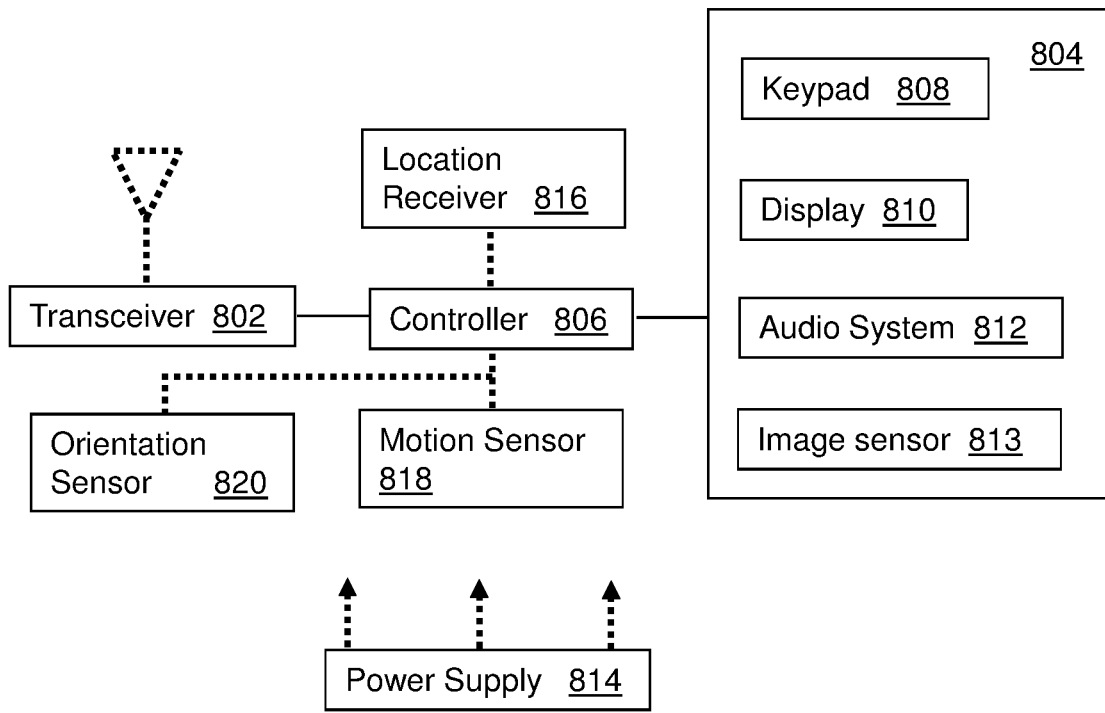 804
Keypad 808
Location
Receiver 816
Display 810
Transceiver 802
Controller 806
Audio System 812
Orientation
Sensor 820
Motion Sensor
818
Image sensor 813
Power Supply 814